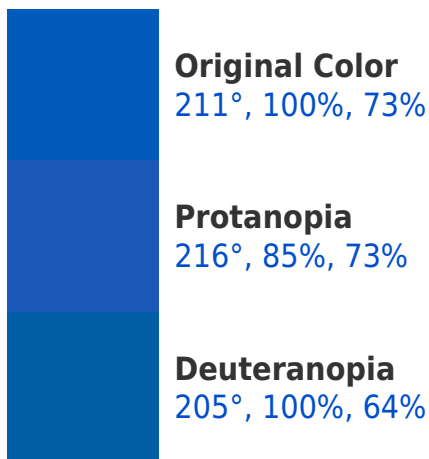 Original Color
211°, 100%, 73%
Protanopia
216°, 85%, 73%
Deuteranopia
205°, 100%, 64%